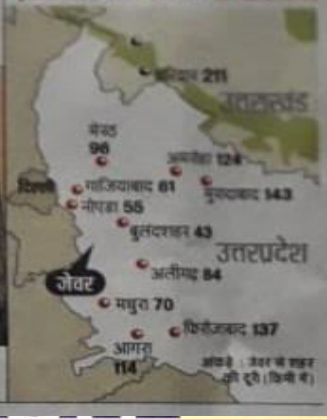 हरिद्वार 211
उत्तराखंड
मेरठ
96
अमरोहा 124
मुरादाबाद 143
दिल्ली
गाजियाबाद 61
नोएडा 55
बुलंदशहर 43
उत्तरप्रदेश
अलीगढ़ 84
जेवर
मथुरा 70
आगरा
114
फिरोजाबाद 137
आंकड़े : जेवर से शहर
की दूरी (किमी में)